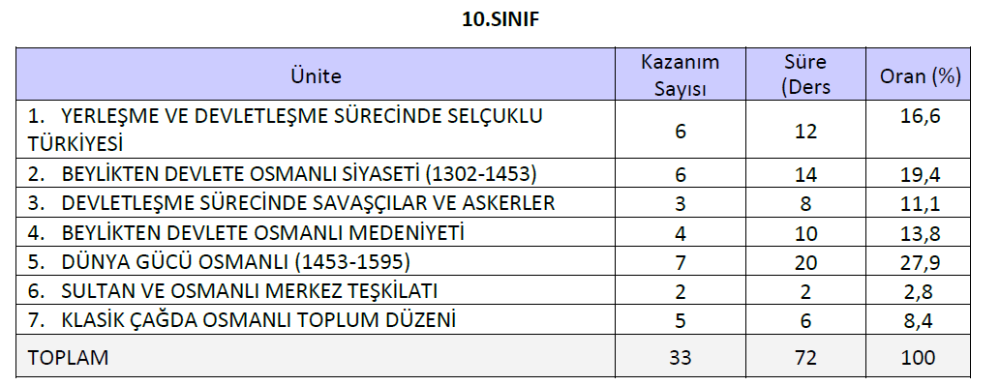 10.SINIF
Ünite Kazanım Sayısı Süre (Ders Oran (%)
1. YERLEŞME VE DEVLETLEŞME SÜRECİNDE SELÇUKLU TÜRKİYESİ 6 12 16,6
2. BEYLİKTEN DEVLETE OSMANLI SİYASETİ (1302-1453) 6 14 19,4
3. DEVLETLEŞME SÜRECİNDE SAVAŞÇILAR VE ASKERLER 3 8 11,1
4. BEYLİKTEN DEVLETE OSMANLI MEDENİYETİ 4 10 13,8
5. DÜNYA GÜCÜ OSMANLI (1453-1595) 7 20 27,9
6. SULTAN VE OSMANLI MERKEZ TEŞKİLATI 2 2 2,8
7. KLASİK ÇAĞDA OSMANLI TOPLUM DÜZENİ 5 6 8,4
TOPLAM 33 72 100